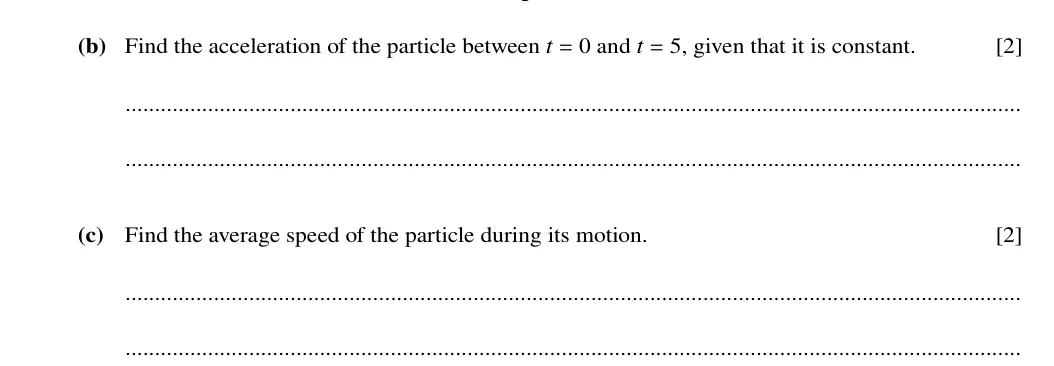 (b) Find the acceleration of the particle between t = 0 and t = 5, given that it is constant. [2]
................................................................................
................................................................................
(c) Find the average speed of the particle during its motion. [2]
................................................................................
................................................................................